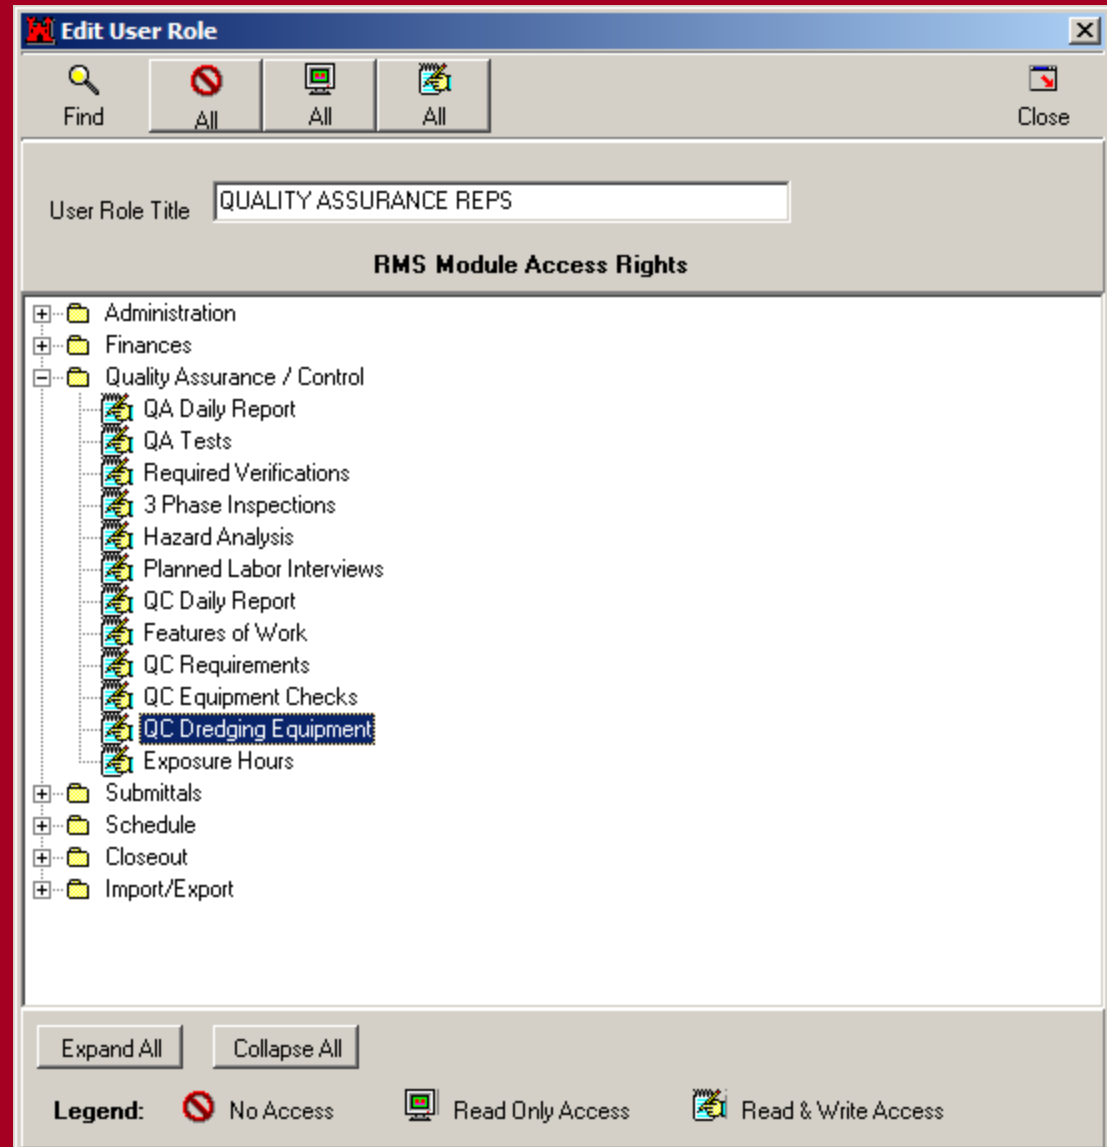 Edit User Role
Find All All All Close
User Role Title QUALITY ASSURANCE REPS
RMS Module Access Rights
Administration
Finances
Quality Assurance / Control
QA Daily Report
QA Tests
Required Verifications
3 Phase Inspections
Hazard Analysis
Planned Labor Interviews
QC Daily Report
Features of Work
QC Requirements
QC Equipment Checks
QC Dredging Equipment
Exposure Hours
Submittals
Schedule
Closeout
Import/Export
Expand All Collapse All
Legend: No Access Read Only Access Read & Write Access